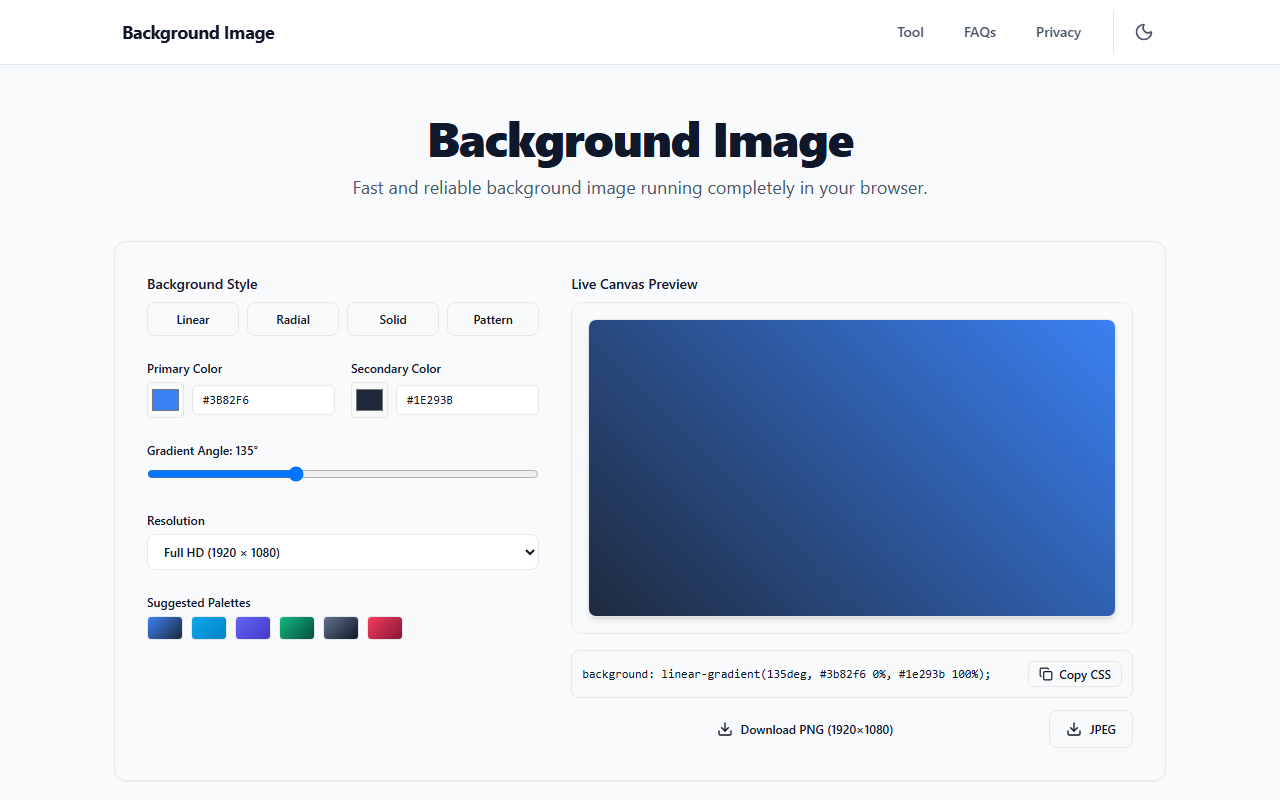 Background Image
Tool
FAQs
Privacy
Background Image
Fast and reliable background image running completely in your browser.
Background Style
Linear
Radial
Solid
Pattern
Primary Color
Secondary Color
#3B82F6
#1E293B
Gradient Angle: 135°
Resolution
Full HD (1920 × 1080)
Suggested Palettes
Live Canvas Preview
background: linear-gradient(135deg, #3b82f6 0%, #1e293b 100%);
Copy CSS
Download PNG (1920×1080)
JPEG